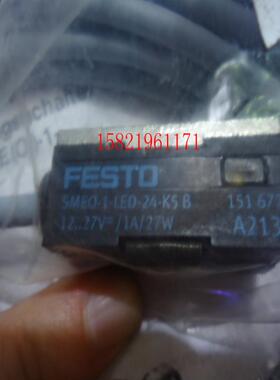 15821961171
FESTO
SMEO-1-LED-24-K5 B
151 67
12..27V= /1A/27W
A213